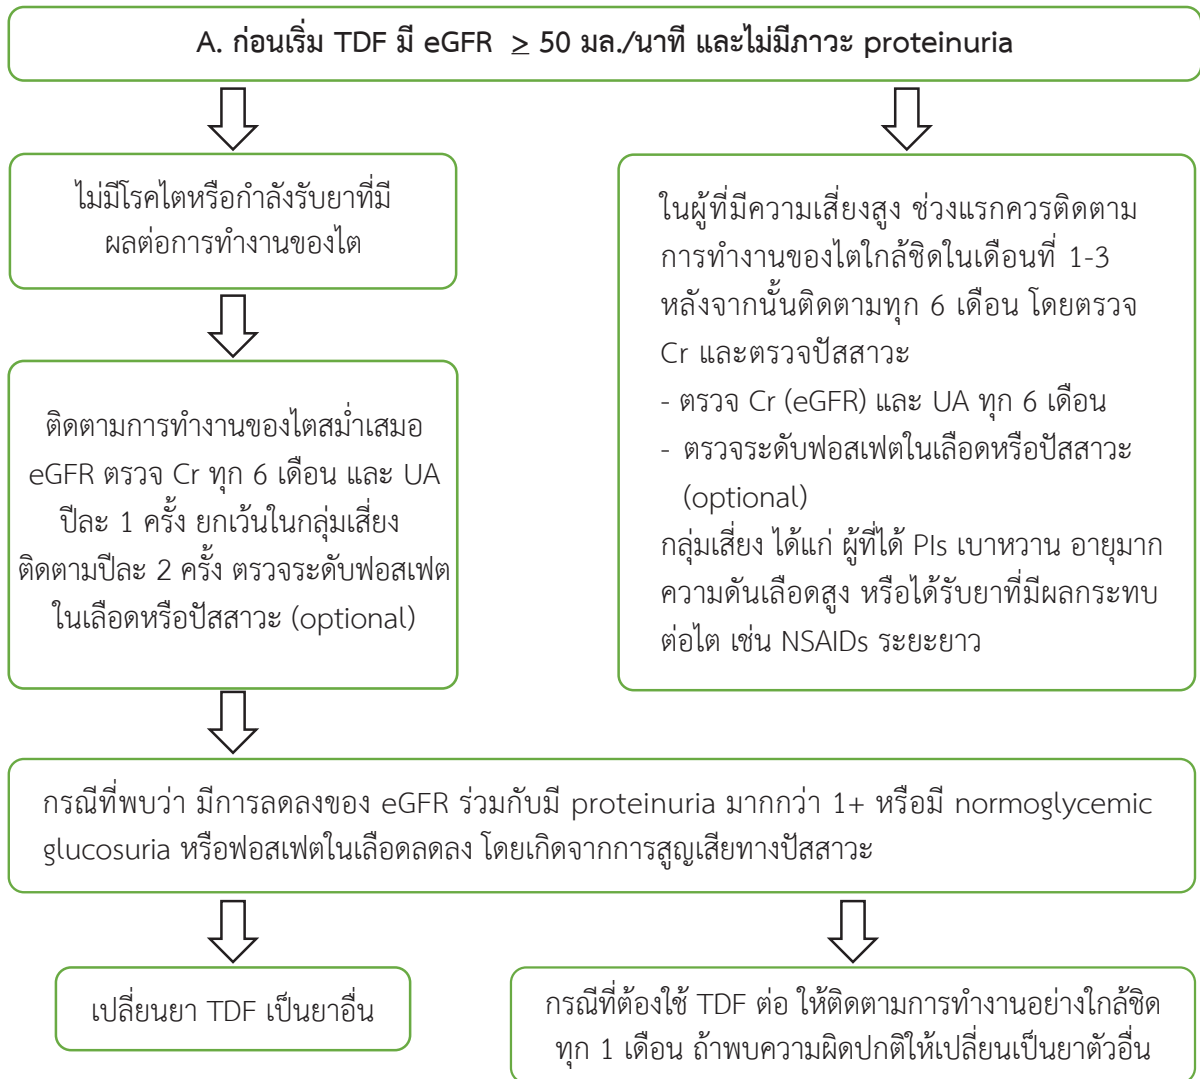 A. ก่อนเริ่ม TDF มี eGFR ≥ 50 มล./นาที และไม่มีภาวะ proteinuria
ไม่มีโรคไตหรือกำลังรับยาที่มี
ผลต่อการทำงานของไต
ติดตามการทำงานของไตสม่ำเสมอ
eGFR ตรวจ Cr ทุก 6 เดือน และ UA
ปีละ 1 ครั้ง ยกเว้นในกลุ่มเสี่ยง
ติดตามปีละ 2 ครั้ง ตรวจระดับฟอสเฟต
ในเลือดหรือปัสสาวะ (optional)
ในผู้ที่มีความเสี่ยงสูง ช่วงแรกควรติดตาม
การทำงานของไตใกล้ชิดในเดือนที่ 1-3
หลังจากนั้นติดตามทุก 6 เดือน โดยตรวจ
Cr และตรวจปัสสาวะ
- ตรวจ Cr (eGFR) และ UA ทุก 6 เดือน
- ตรวจระดับฟอสเฟตในเลือดหรือปัสสาวะ
(optional)
กลุ่มเสี่ยง ได้แก่ ผู้ที่ได้ PIs เบาหวาน อายุมาก
ความดันเลือดสูง หรือได้รับยาที่มีผลกระทบ
ต่อไต เช่น NSAIDs ระยะยาว
กรณีที่พบว่า มีการลดลงของ eGFR ร่วมกับมี proteinuria มากกว่า 1+ หรือมี normoglycemic
glucosuria หรือฟอสเฟตในเลือดลดลง โดยเกิดจากการสูญเสียทางปัสสาวะ
เปลี่ยนยา TDF เป็นยาอื่น
กรณีที่ต้องใช้ TDF ต่อ ให้ติดตามการทำงานอย่างใกล้ชิด
ทุก 1 เดือน ถ้าพบความผิดปกติให้เปลี่ยนเป็นยาตัวอื่น